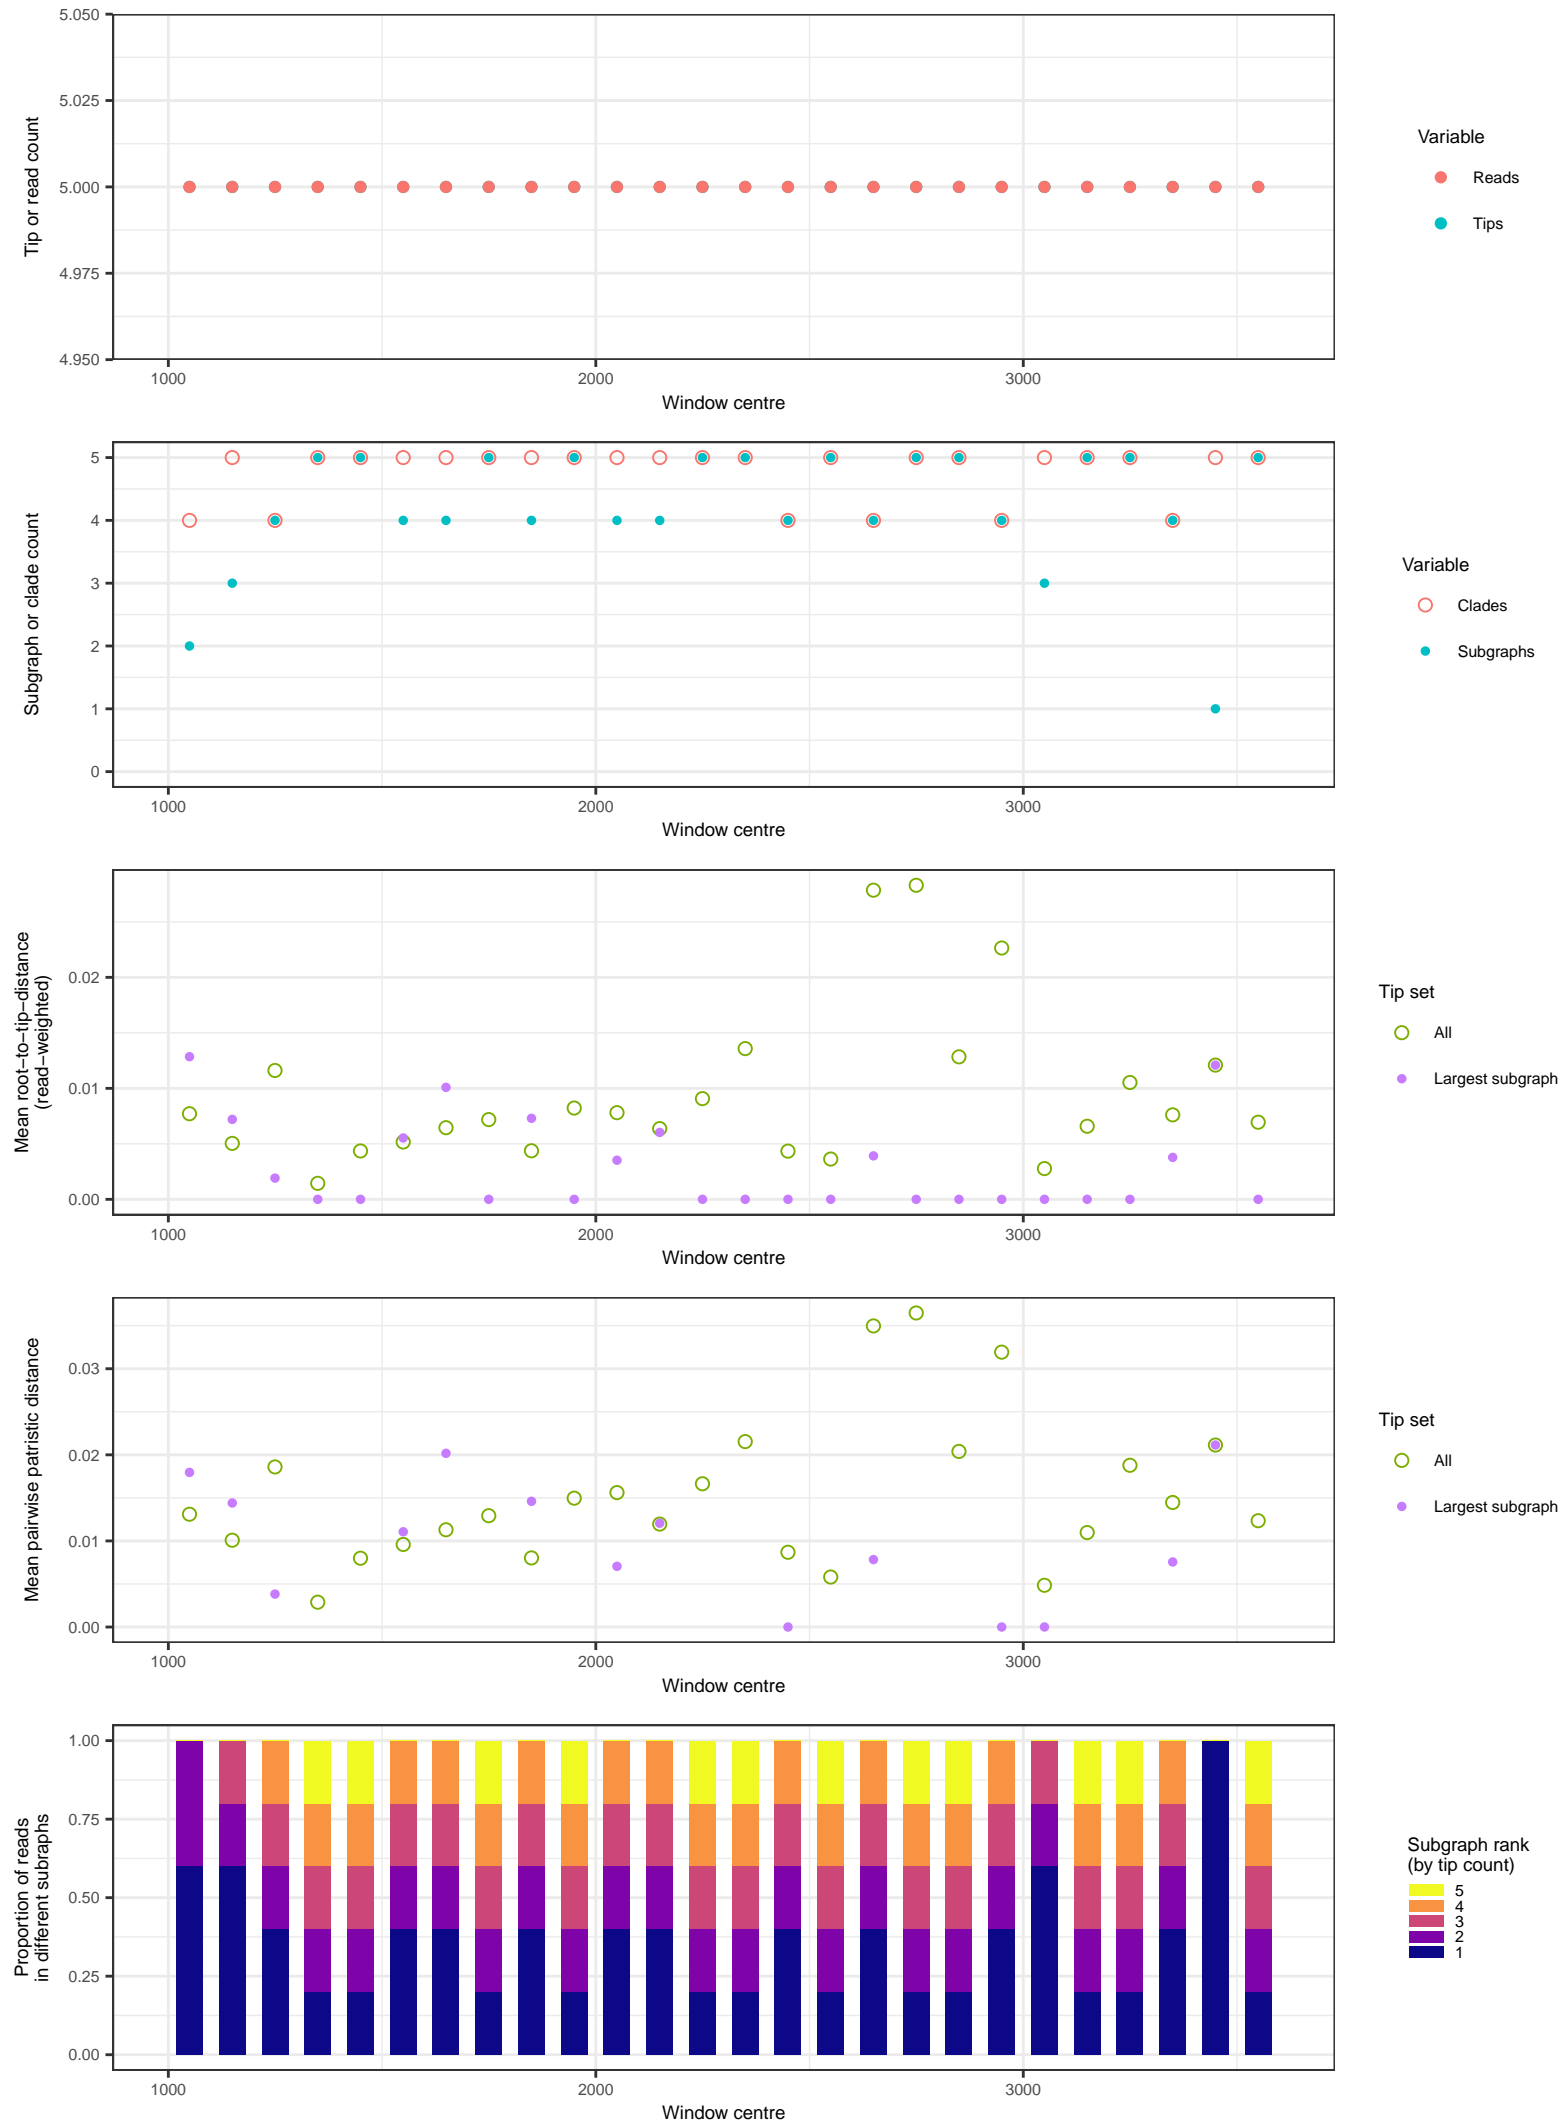 5.050
5.025
5.000
4.975
4.950
Tip or read count
1000 2000 3000
Window centre
Variable
Reads
Tips
5
4
3
2
1
0
Subgraph or clade count
1000 2000 3000
Window centre
Variable
Clades
Subgraphs
0.02
0.01
0.00
Mean root−to−tip−distance
(read−weighted)
1000 2000 3000
Window centre
Tip set
All
Largest subgraph
0.03
0.02
0.01
0.00
Mean pairwise patristic distance
1000 2000 3000
Window centre
Tip set
All
Largest subgraph
1.00
0.75
0.50
0.25
0.00
Proportion of reads
in different subraphs
1000 2000 3000
Window centre
Subgraph rank
(by tip count)
5
4
3
2
1